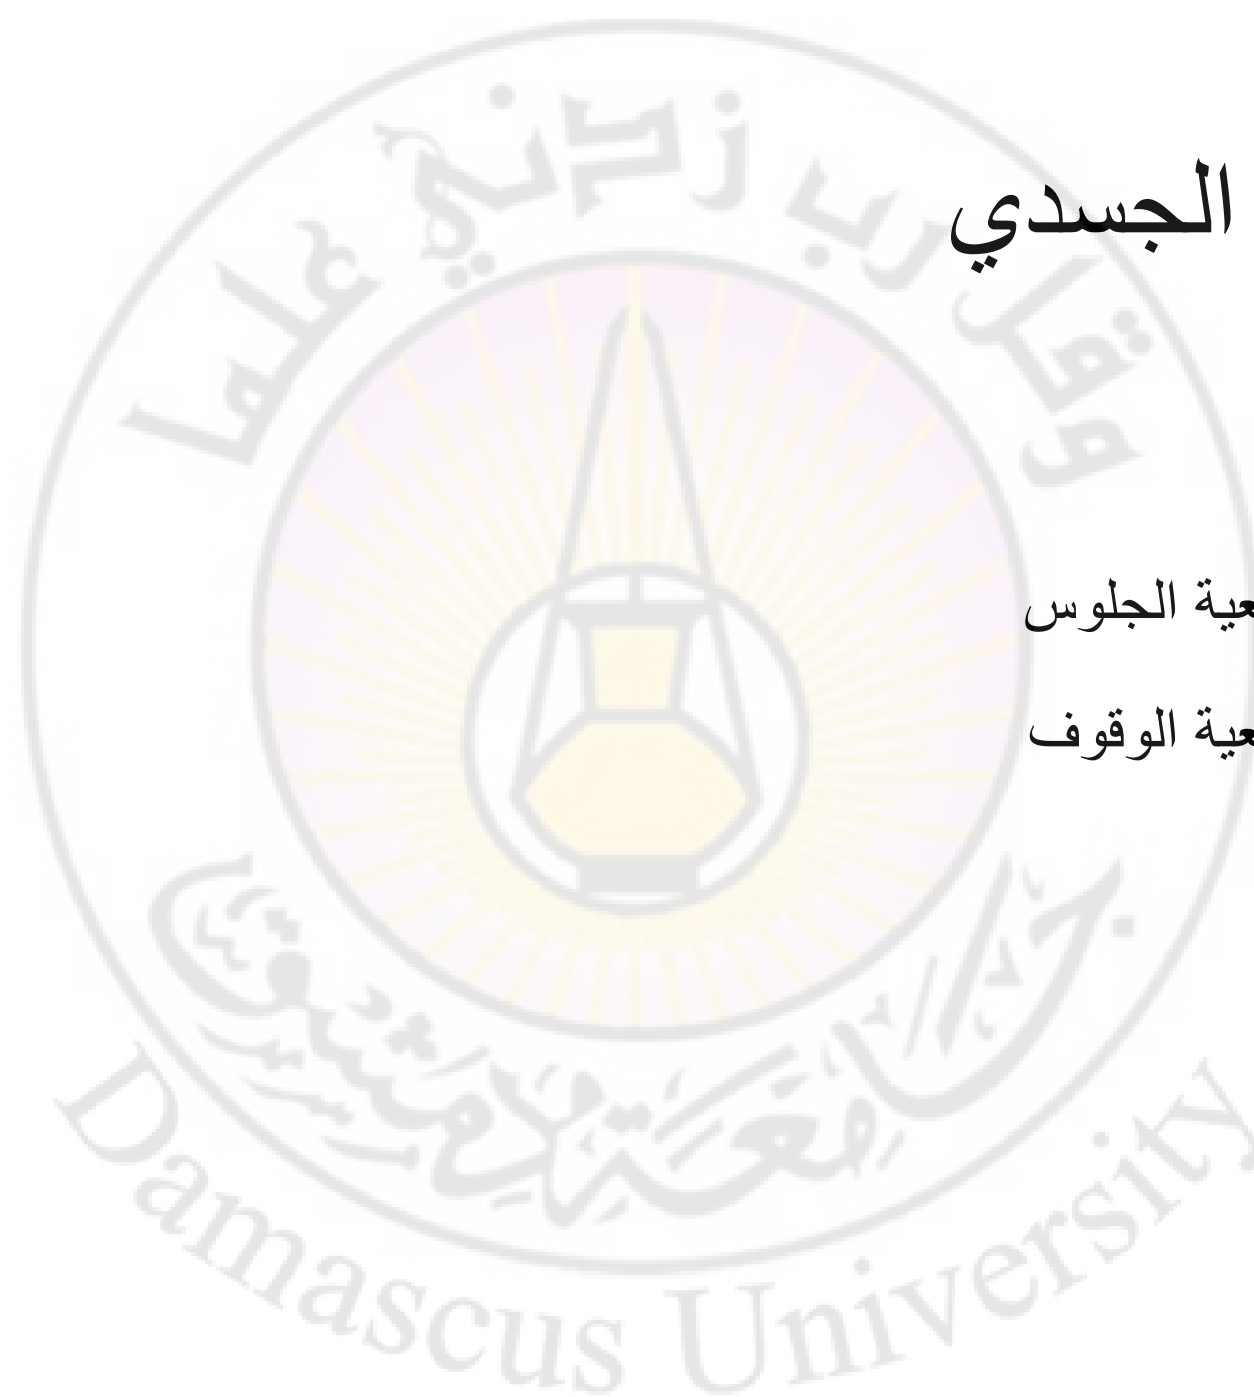 وقل رب زدني علما
الجسدي
عية الجلوس
عية الوقوف
جامعة دمشق
Damascus University